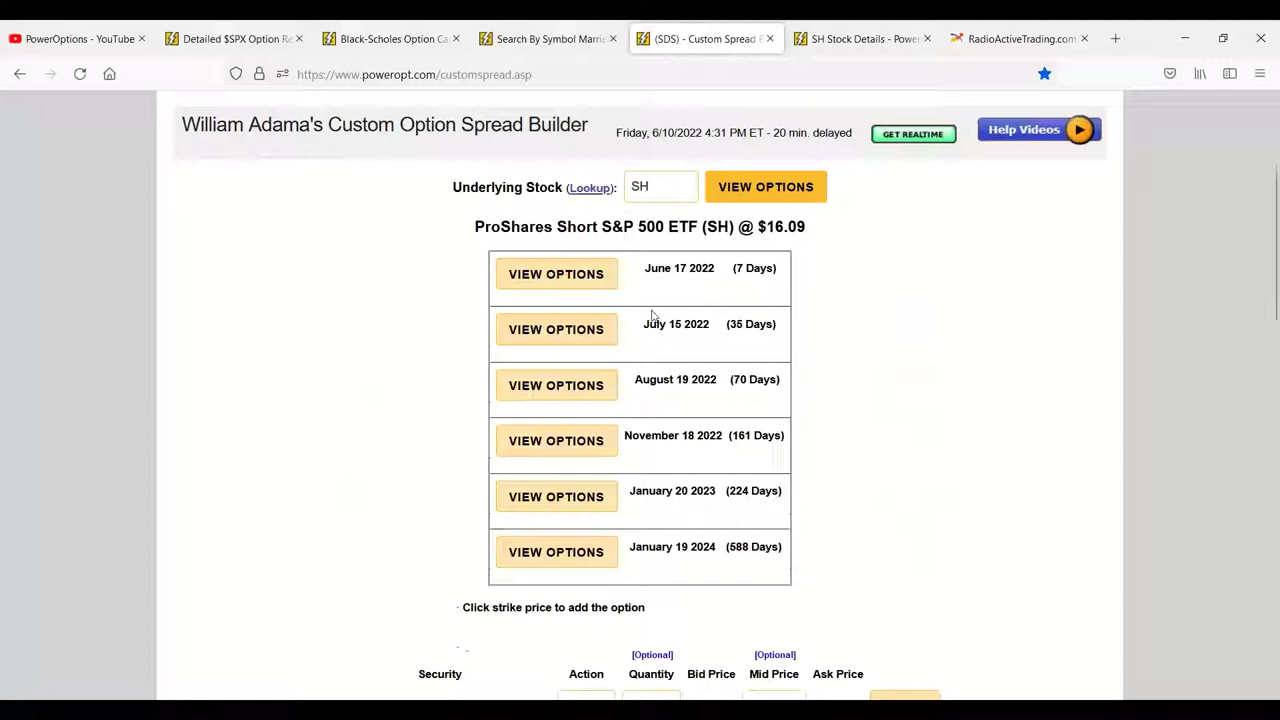 PowerOptions - YouTube
Detailed $SPX Option Re
Black-Scholes Option Ca
Search By Symbol Marrie
(SDS) - Custom Spread B
SH Stock Details - Powe
RadioActiveTrading.com
https://www.poweropt.com/customspread.asp
William Adama's Custom Option Spread Builder
Friday, 6/10/2022 4:31 PM ET - 20 min. delayed
GET REALTIME
Help Videos
Underlying Stock (Lookup): SH VIEW OPTIONS
ProShares Short S&P 500 ETF (SH) @ $16.09
VIEW OPTIONS June 17 2022 (7 Days)
VIEW OPTIONS July 15 2022 (35 Days)
VIEW OPTIONS August 19 2022 (70 Days)
VIEW OPTIONS November 18 2022 (161 Days)
VIEW OPTIONS January 20 2023 (224 Days)
VIEW OPTIONS January 19 2024 (588 Days)
Click strike price to add the option
[Optional] [Optional]
Security Action Quantity Bid Price Mid Price Ask Price